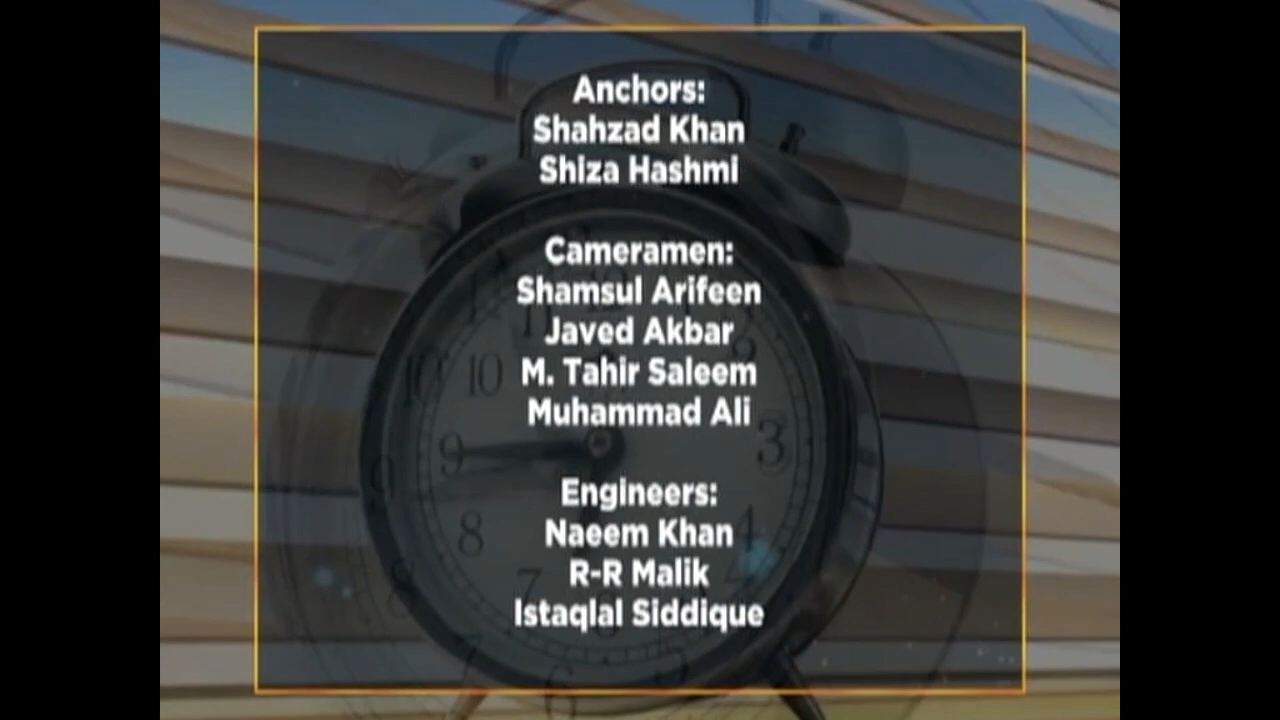 Anchors:
Shahzad Khan
Shiza Hashmi
Cameramen:
Shamsul Arifeen
Javed Akbar
M. Tahir Saleem
Muhammad Ali
Engineers:
Naeem Khan
R-R Malik
Istaqlal Siddique